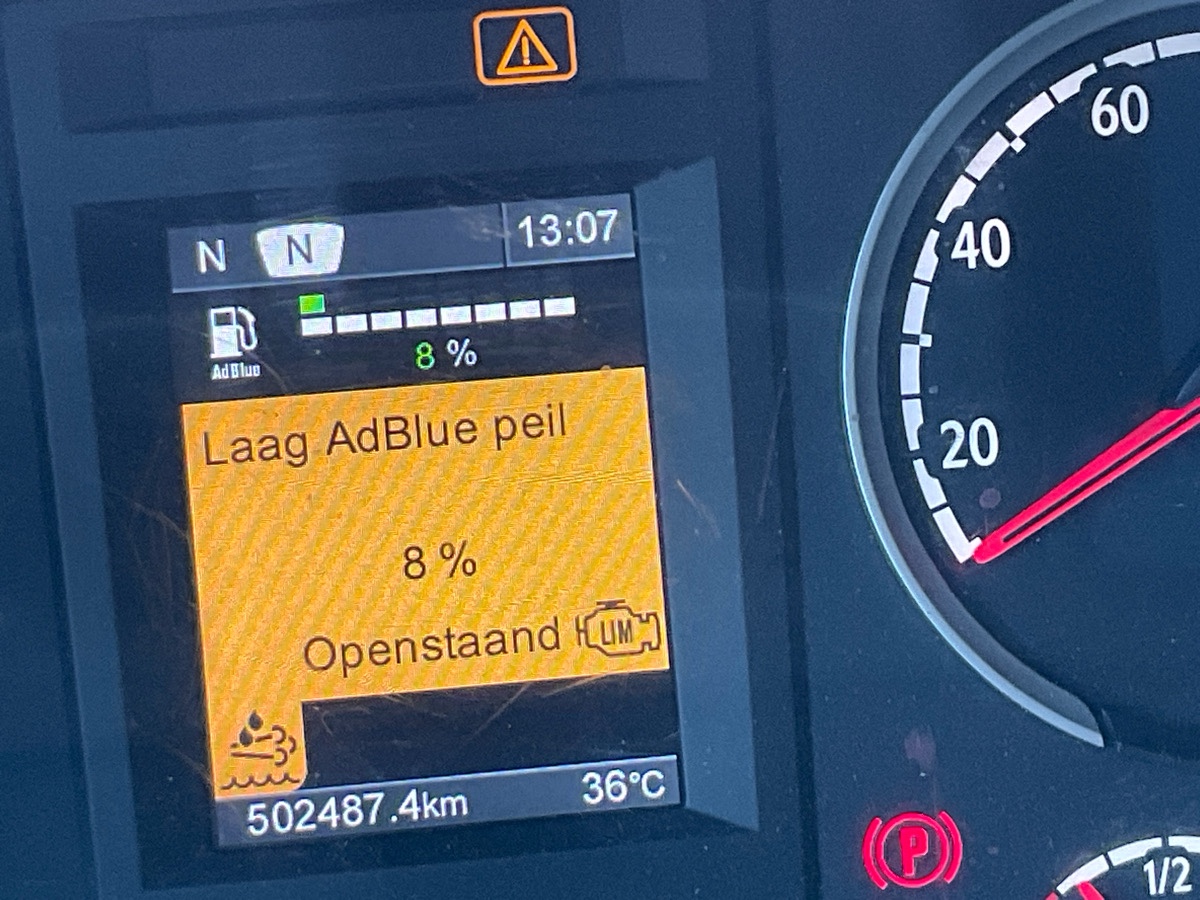 N N 13:07
AdBlue
8 %
Laag AdBlue peil
8 %
Openstaand LIM
502487.4km 36°C
60
40
20
P
1/2